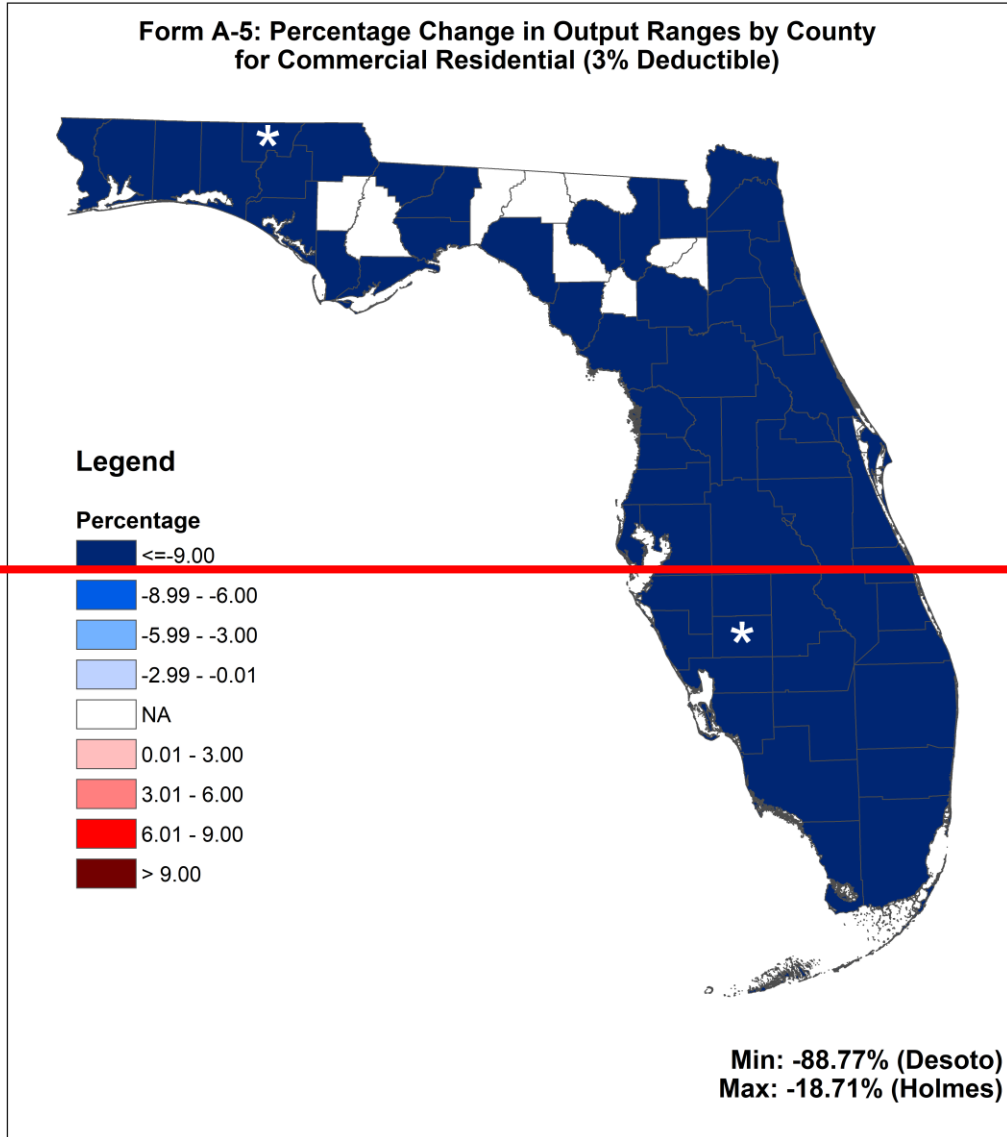 Form A-5: Percentage Change in Output Ranges by County
for Commercial Residential (3% Deductible)
*
Legend
Percentage
<=-9.00
-8.99 - -6.00
-5.99 - -3.00
*
-2.99 - -0.01
NA
0.01 - 3.00
3.01 - 6.00
6.01 - 9.00
> 9.00
Min: -88.77% (Desoto)
Max: -18.71% (Holmes)